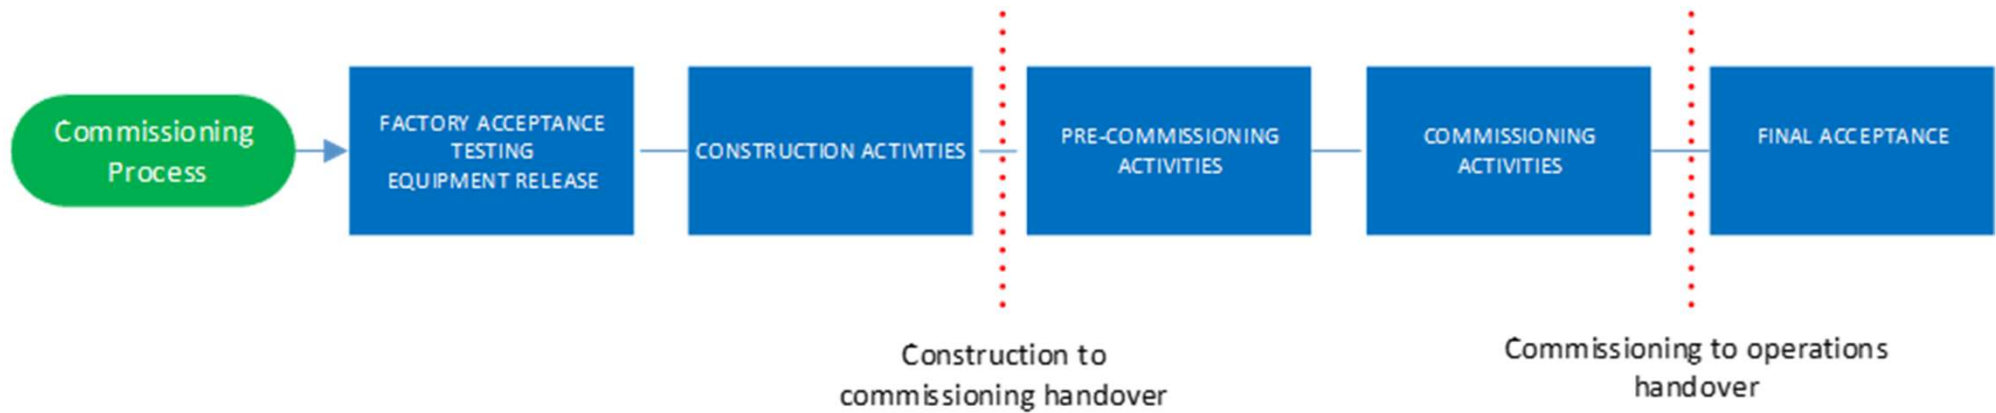 Commissioning
Process
FACTORY ACCEPTANCE
TESTING
EQUIPMENT RELEASE
CONSTRUCTION ACTIVITIES
PRE-COMMISSIONING
ACTIVITIES
COMMISSIONING
ACTIVITIES
FINAL ACCEPTANCE
Construction to
commissioning handover
Commissioning to operations
handover